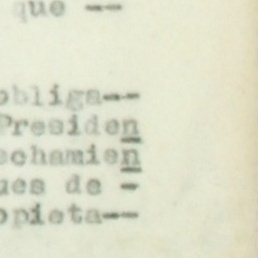 que --
obliga--
Presiden
echamien
ues de -
opieta--